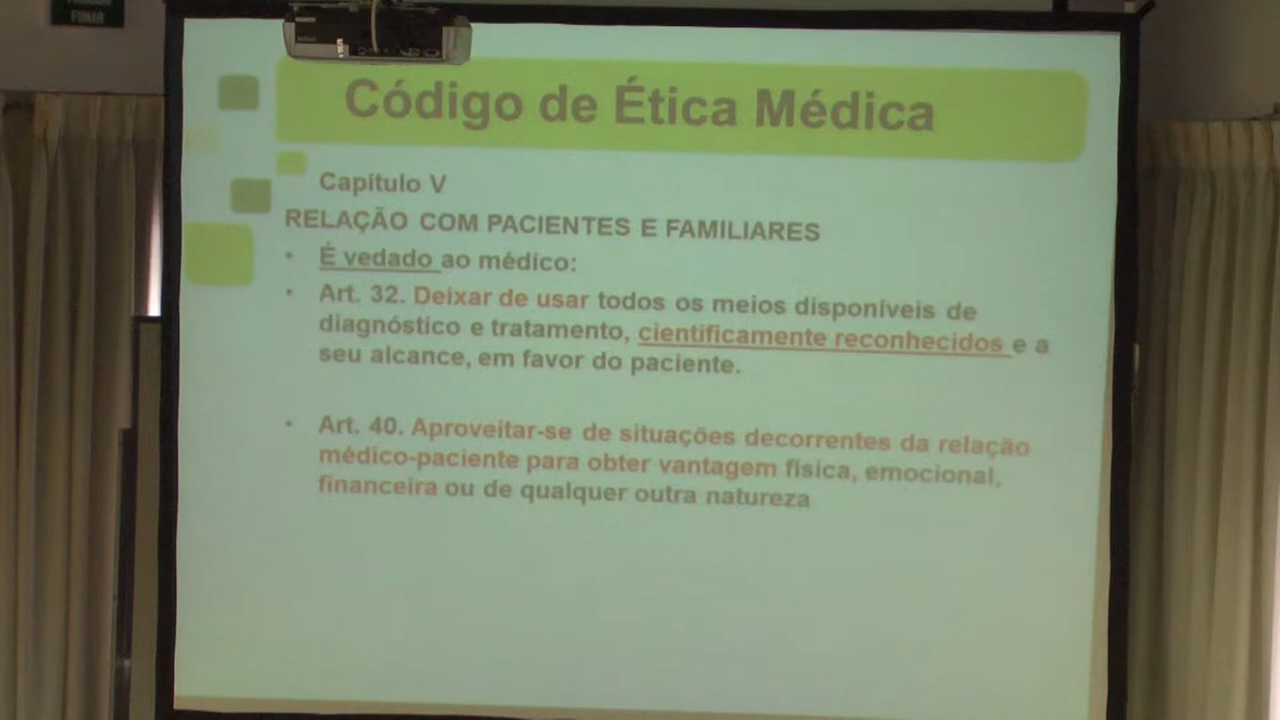 FUMAR
Código de Ética Médica
Capítulo V
RELAÇÃO COM PACIENTES E FAMILIARES
• É vedado ao médico:
• Art. 32. Deixar de usar todos os meios disponíveis de
diagnóstico e tratamento, cientificamente reconhecidos e a
seu alcance, em favor do paciente.
• Art. 40. Aproveitar-se de situações decorrentes da relação
médico-paciente para obter vantagem física, emocional,
financeira ou de qualquer outra natureza